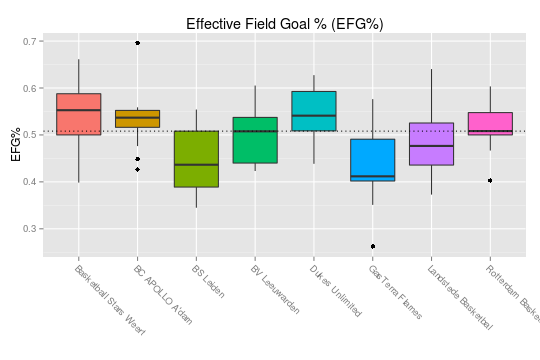 Effective Field Goal % (EFG%)
EFG%
0.7
0.6
0.5
0.4
0.3
Basketball Stars Weert
BC APOLLO A'dam
BS Leiden
BV Leeuwarden
Dukes Unlimited
GasTerra Flames
Landstede Basketbal
Rotterdam Baske